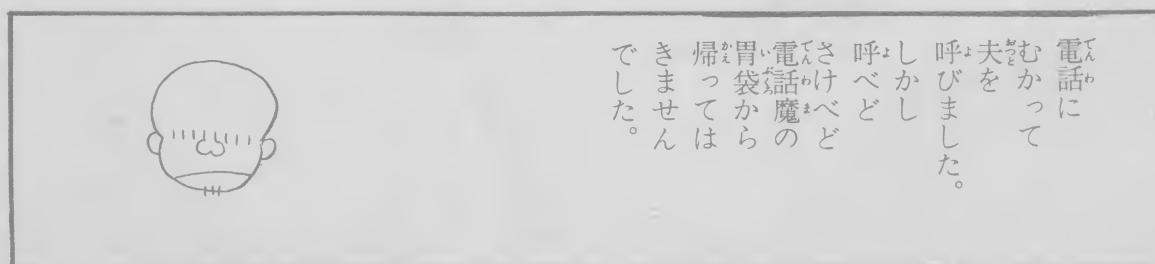 電話に
むかって
夫を
呼びました。
しかし
呼べど
さけべど
電話魔の
胃袋から
帰っては
きません
でした。